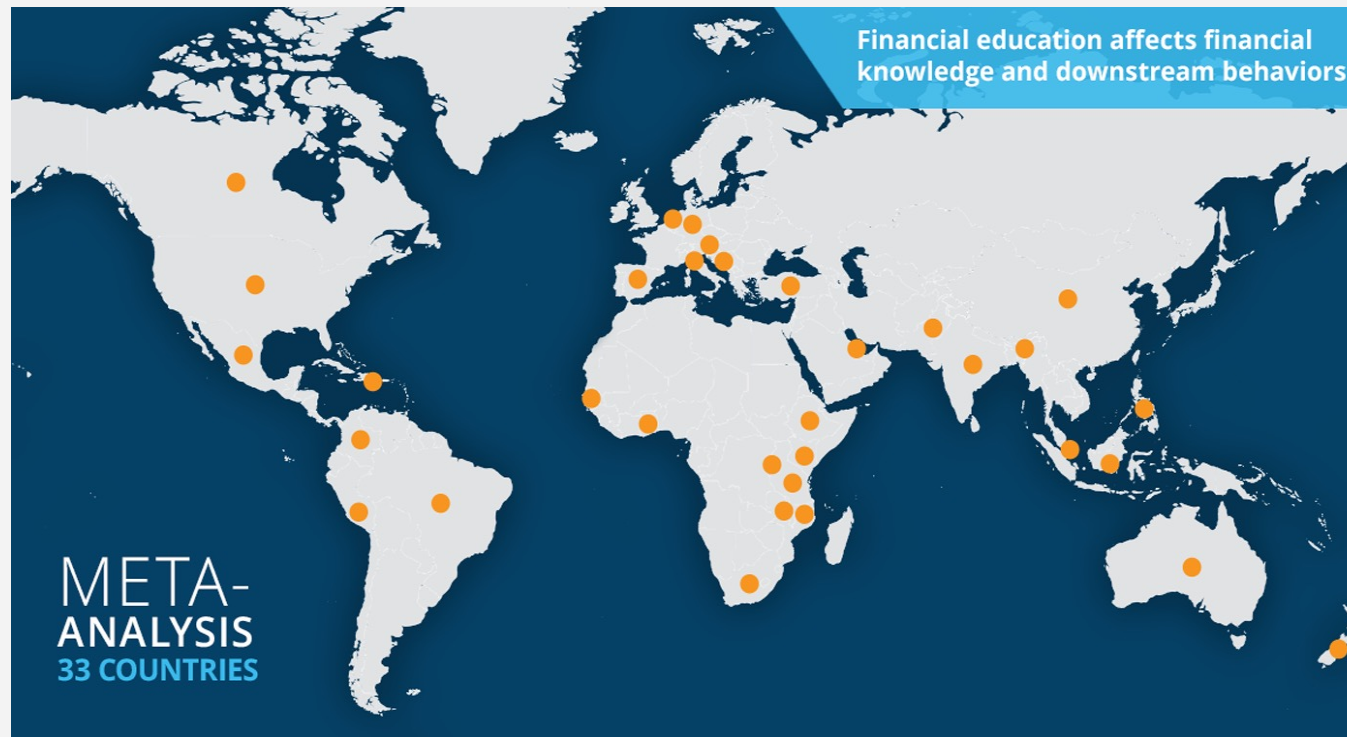 Financial education affects financial
knowledge and downstream behaviors
META-
ANALYSIS
33 COUNTRIES